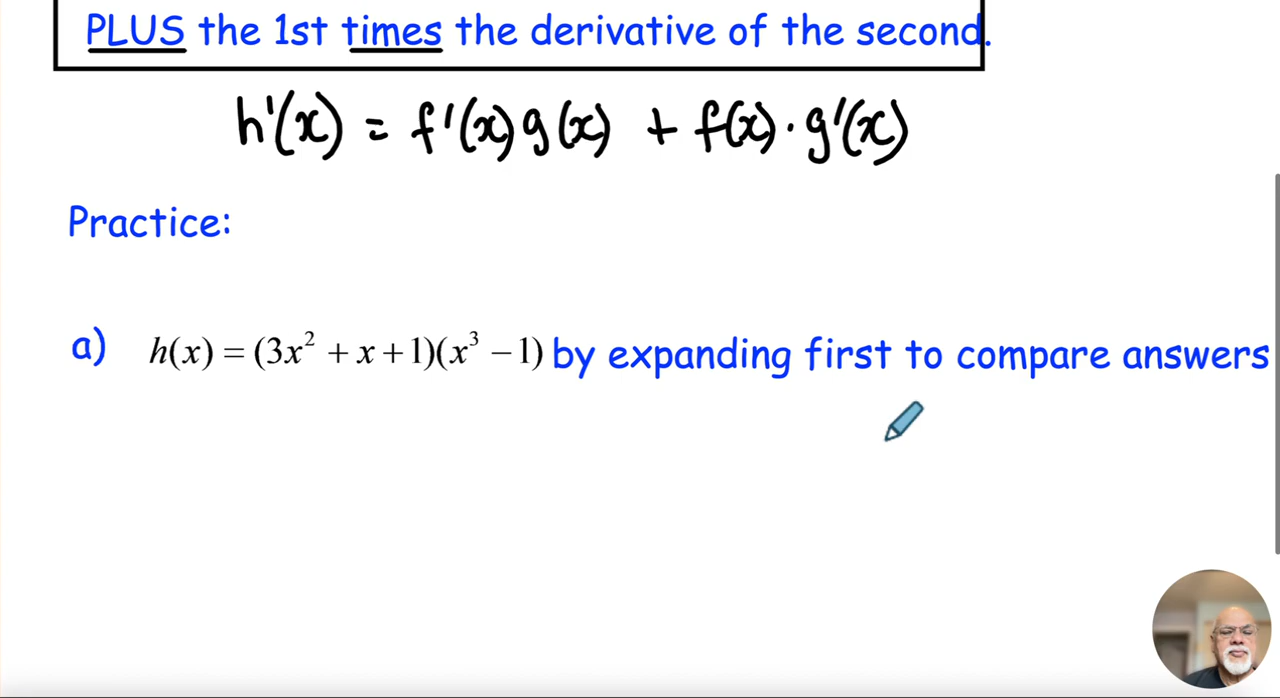 PLUS the 1st times the derivative of the second.
h'(x) = f'(x)g(x) + f(x)·g'(x)
Practice:
a) h(x) = (3x² + x + 1)(x³ − 1) by expanding first to compare answers